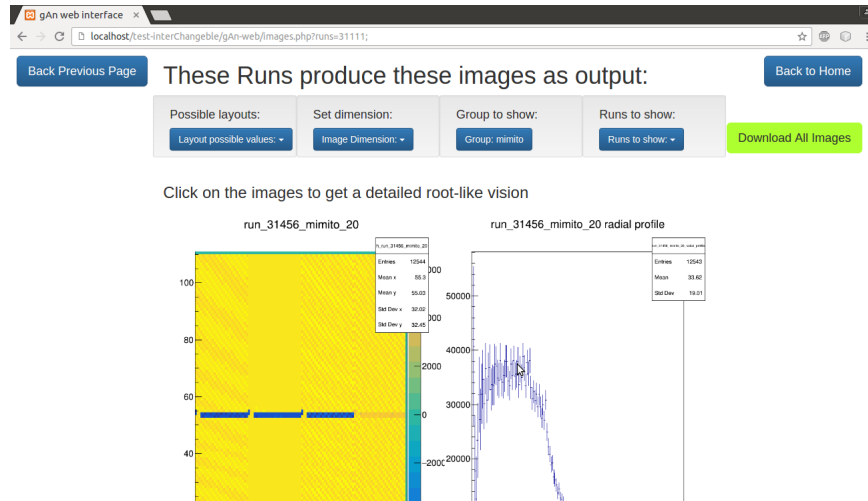 gAn web interface ×
localhost/test-interChangeble/gAn-web/images.php?runs=31111;
Back Previous Page
These Runs produce these images as output:
Back to Home
Possible layouts:
Set dimension:
Group to show:
Runs to show:
Layout possible values:
Image Dimension:
Group: mimito
Runs to show:
Download All Images
Click on the images to get a detailed root-like vision
run_31456_mimito_20
run_31456_mimito_20 radial profile
h_run_31456_mimito_20
Entries 12544
Mean x 55.3
Mean y 55.03
Std Dev x 32.02
Std Dev y 32.45
Entries 12543
Mean 33.62
Std Dev 19.01
100
80
60
40
2000
0
−2000
50000
40000
30000
20000